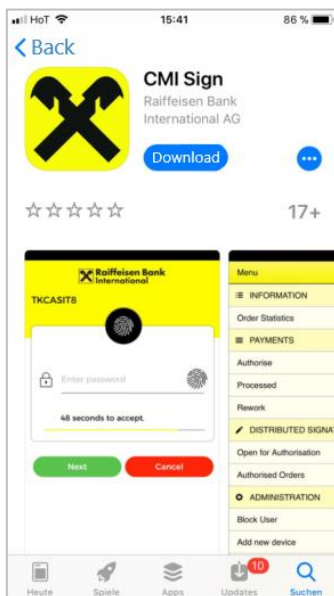 HoT 15:41 86 %
Back
CMI Sign
Raiffeisen Bank
International AG
Download
17+
Raiffeisen Bank
International
TKCASIT8
Enter password
48 seconds to accept.
Next Cancel
Menu
INFORMATION
Order Statistics
PAYMENTS
Authorise
Processed
Rework
DISTRIBUTED SIGNAT
Open for Authorisation
Authorised Orders
ADMINISTRATION
Block User
Add new device
10
Heute Spiele Apps Updates Suchen